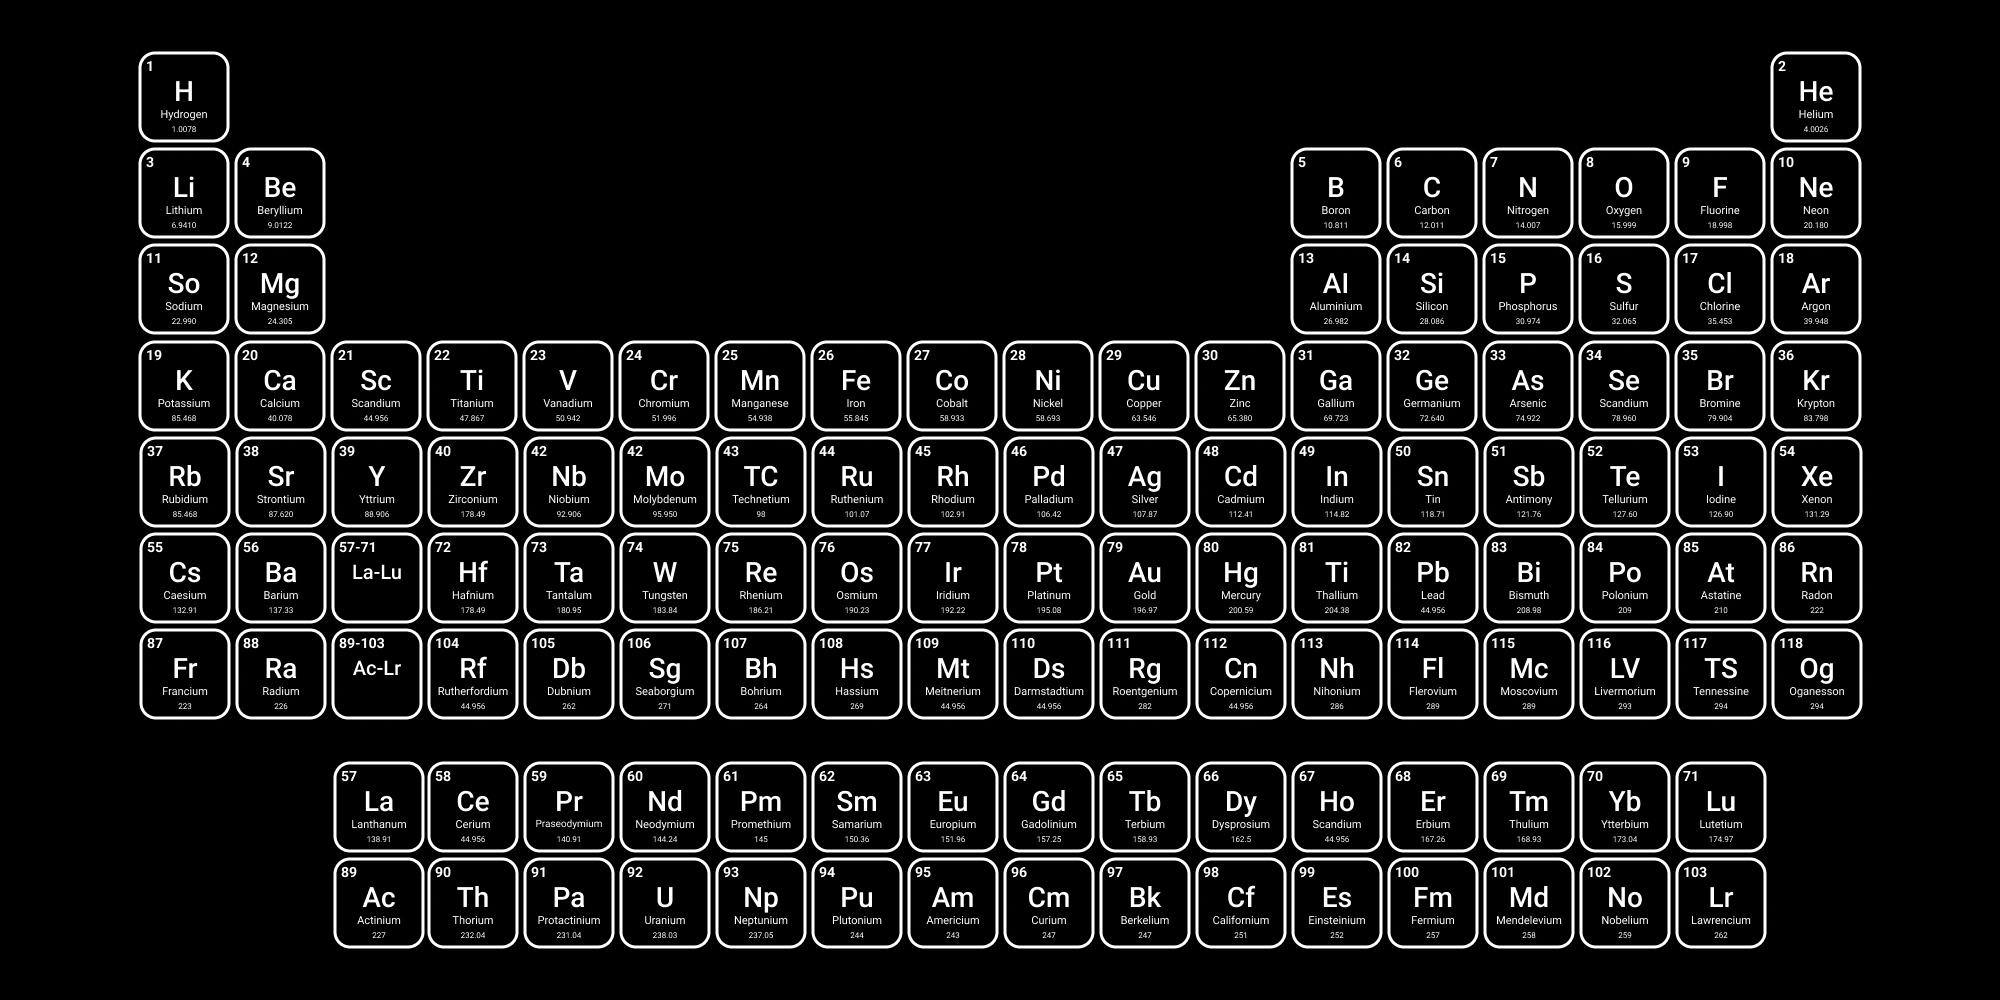 1
H
Hydrogen
1.0078
2
He
Helium
4.0026
3
Li
Lithium
6.9410
4
Be
Beryllium
9.0122
5
B
Boron
10.811
6
C
Carbon
12.011
7
N
Nitrogen
14.007
8
O
Oxygen
15.999
9
F
Fluorine
18.998
10
Ne
Neon
20.180
11
So
Sodium
22.990
12
Mg
Magnesium
24.305
13
Al
Aluminium
26.982
14
Si
Silicon
28.086
15
P
Phosphorus
30.974
16
S
Sulfur
32.065
17
Cl
Chlorine
35.453
18
Ar
Argon
39.948
19
K
Potassium
85.468
20
Ca
Calcium
40.078
21
Sc
Scandium
44.956
22
Ti
Titanium
47.867
23
V
Vanadium
50.942
24
Cr
Chromium
51.996
25
Mn
Manganese
54.938
26
Fe
Iron
55.845
27
Co
Cobalt
58.933
28
Ni
Nickel
58.693
29
Cu
Copper
63.546
30
Zn
Zinc
65.380
31
Ga
Gallium
69.723
32
Ge
Germanium
72.640
33
As
Arsenic
74.922
34
Se
Scandium
78.960
35
Br
Bromine
79.904
36
Kr
Krypton
83.798
37
Rb
Rubidium
85.468
38
Sr
Strontium
87.620
39
Y
Yttrium
88.906
40
Zr
Zirconium
178.49
42
Nb
Niobium
92.906
42
Mo
Molybdenum
95.950
43
TC
Technetium
98
44
Ru
Ruthenium
101.07
45
Rh
Rhodium
102.91
46
Pd
Palladium
106.42
47
Ag
Silver
107.87
48
Cd
Cadmium
112.41
49
In
Indium
114.82
50
Sn
Tin
118.71
51
Sb
Antimony
121.76
52
Te
Tellurium
127.60
53
I
Iodine
126.90
54
Xe
Xenon
131.29
55
Cs
Caesium
132.91
56
Ba
Barium
137.33
57-71
La-Lu
72
Hf
Hafnium
178.49
73
Ta
Tantalum
180.95
74
W
Tungsten
183.84
75
Re
Rhenium
186.21
76
Os
Osmium
190.23
77
Ir
Iridium
192.22
78
Pt
Platinum
195.08
79
Au
Gold
196.97
80
Hg
Mercury
200.59
81
Ti
Thallium
204.38
82
Pb
Lead
44.956
83
Bi
Bismuth
208.98
84
Po
Polonium
209
85
At
Astatine
210
86
Rn
Radon
222
87
Fr
Francium
223
88
Ra
Radium
226
89-103
Ac-Lr
104
Rf
Rutherfordium
44.956
105
Db
Dubnium
262
106
Sg
Seaborgium
271
107
Bh
Bohrium
264
108
Hs
Hassium
269
109
Mt
Meitnerium
44.956
110
Ds
Darmstadtium
44.956
111
Rg
Roentgenium
282
112
Cn
Copernicium
44.956
113
Nh
Nihonium
286
114
Fl
Flerovium
289
115
Mc
Moscovium
289
116
LV
Livermorium
293
117
TS
Tennessine
294
118
Og
Oganesson
294
57
La
Lanthanum
138.91
58
Ce
Cerium
44.956
59
Pr
Praseodymium
140.91
60
Nd
Neodymium
144.24
61
Pm
Promethium
145
62
Sm
Samarium
150.36
63
Eu
Europium
151.96
64
Gd
Gadolinium
157.25
65
Tb
Terbium
158.93
66
Dy
Dysprosium
162.5
67
Ho
Scandium
44.956
68
Er
Erbium
167.26
69
Tm
Thulium
168.93
70
Yb
Ytterbium
173.04
71
Lu
Lutetium
174.97
89
Ac
Actinium
227
90
Th
Thorium
232.04
91
Pa
Protactinium
231.04
92
U
Uranium
238.03
93
Np
Neptunium
237.05
94
Pu
Plutonium
244
95
Am
Americium
243
96
Cm
Curium
247
97
Bk
Berkelium
247
98
Cf
Californium
251
99
Es
Einsteinium
252
100
Fm
Fermium
257
101
Md
Mendelevium
258
102
No
Nobelium
259
103
Lr
Lawrencium
262